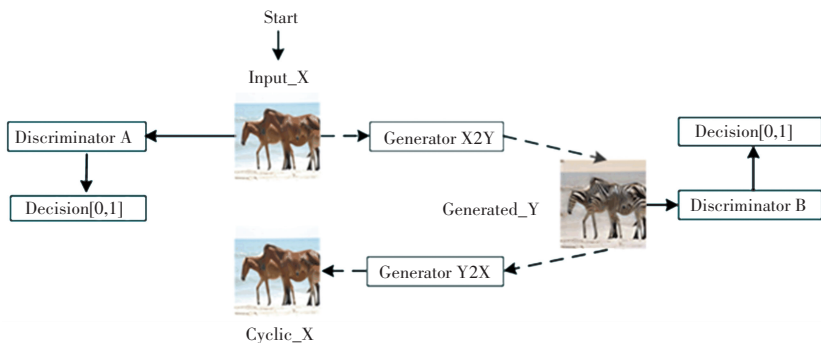 Start
Input_X
Discriminator A
Generator X2Y
Decision[0,1]
Decision[0,1]
Generated_Y
Discriminator B
Generator Y2X
Cyclic_X